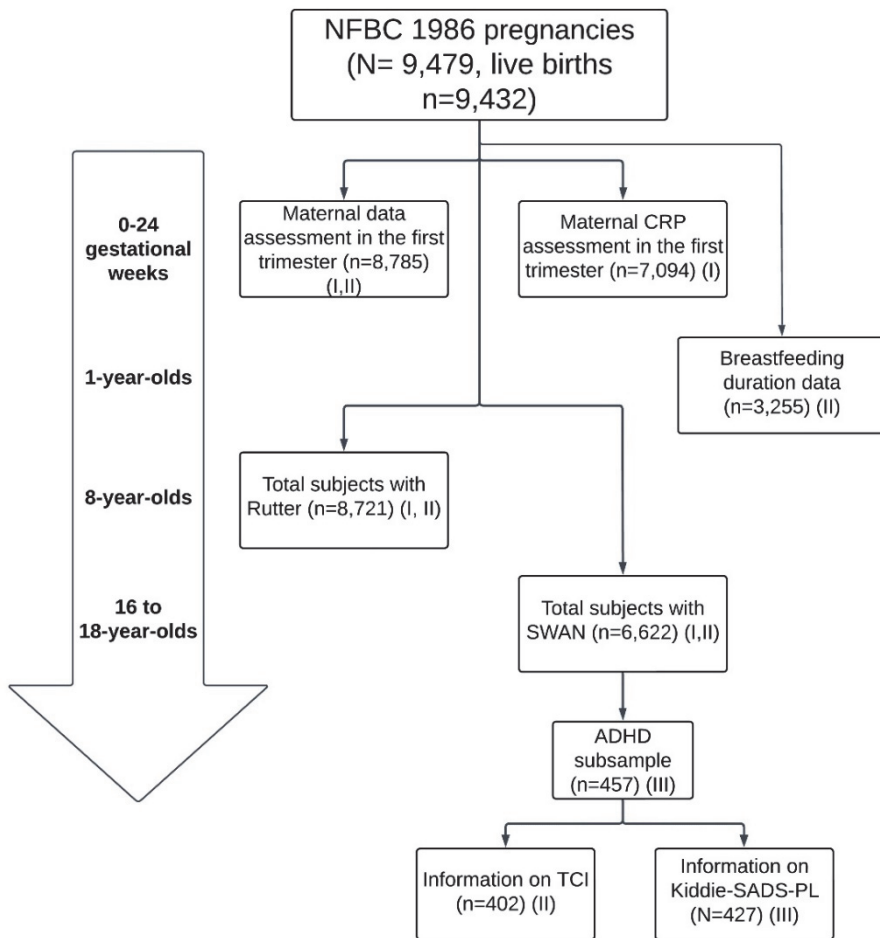 NFBC 1986 pregnancies
(N= 9,479, live births
n=9,432)
0-24
gestational
weeks
Maternal data
assessment in the first
trimester (n=8,785)
(I,II)
Maternal CRP
assessment in the first
trimester (n=7,094) (I)
1-year-olds
Breastfeeding
duration data
(n=3,255) (II)
8-year-olds
Total subjects with
Rutter (n=8,721) (I, II)
16 to
18-year-olds
Total subjects with
SWAN (n=6,622) (I,II)
ADHD
subsample
(n=457) (III)
Information on TCI
(n=402) (II)
Information on
Kiddie-SADS-PL
(N=427) (III)